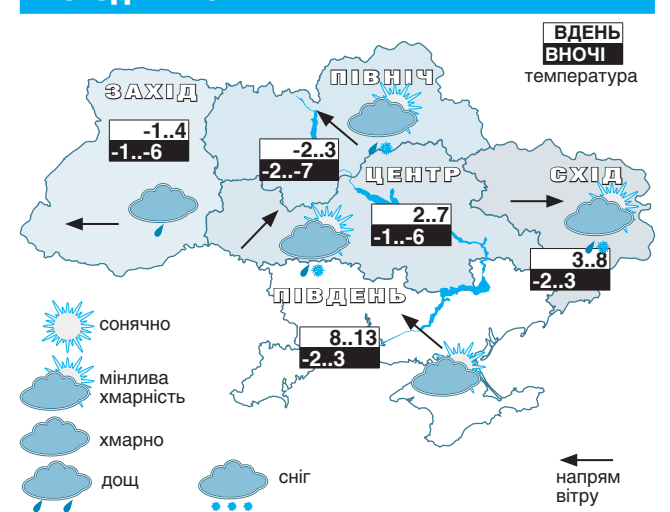 ВДЕНЬ
ВНОЧІ
температура
ПІВНІЧ
ЗАХІД
-1..4
-1..-6
-2..3
-2..-7
ЦЕНТР
СХІД
2..7
-1..-6
3..8
-2..3
ПІВДЕНЬ
8..13
-2..3
сонячно
мінлива
хмарність
хмарно
дощ
сніг
напрям
вітру